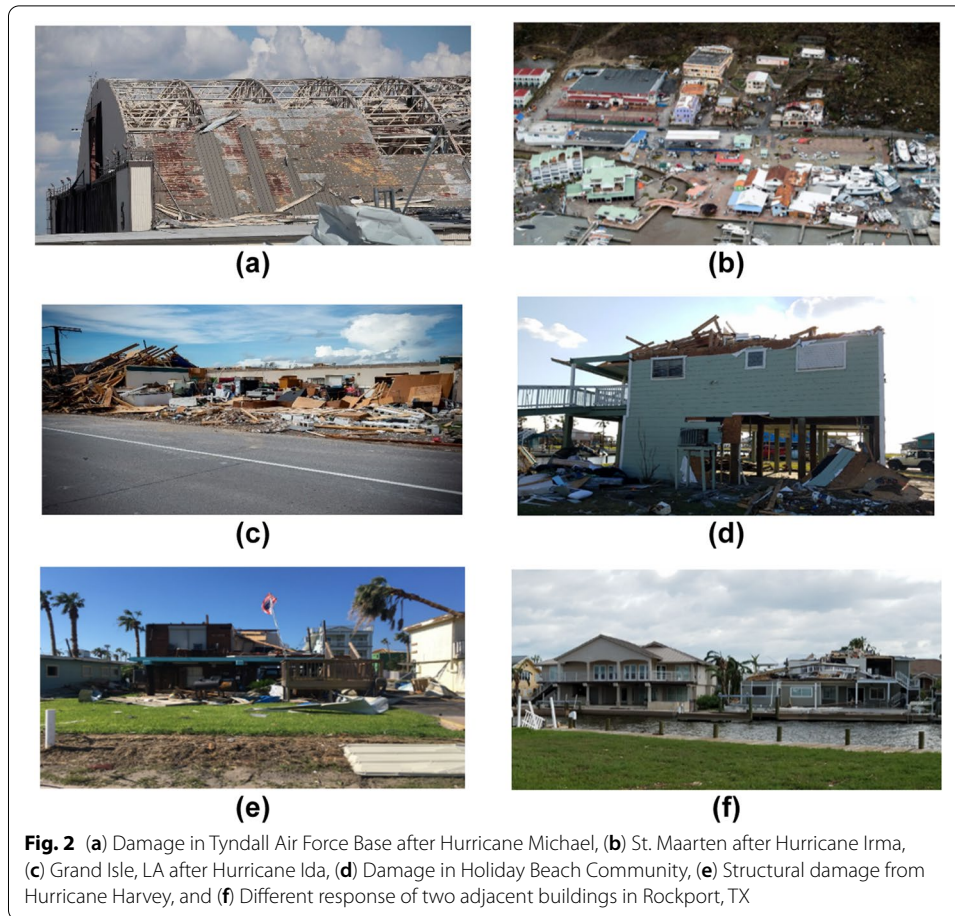 (a)
(b)
(c)
(d)
(e)
(f)
Fig. 2 (a) Damage in Tyndall Air Force Base after Hurricane Michael, (b) St. Maarten after Hurricane Irma,
(c) Grand Isle, LA after Hurricane Ida, (d) Damage in Holiday Beach Community, (e) Structural damage from
Hurricane Harvey, and (f) Different response of two adjacent buildings in Rockport, TX